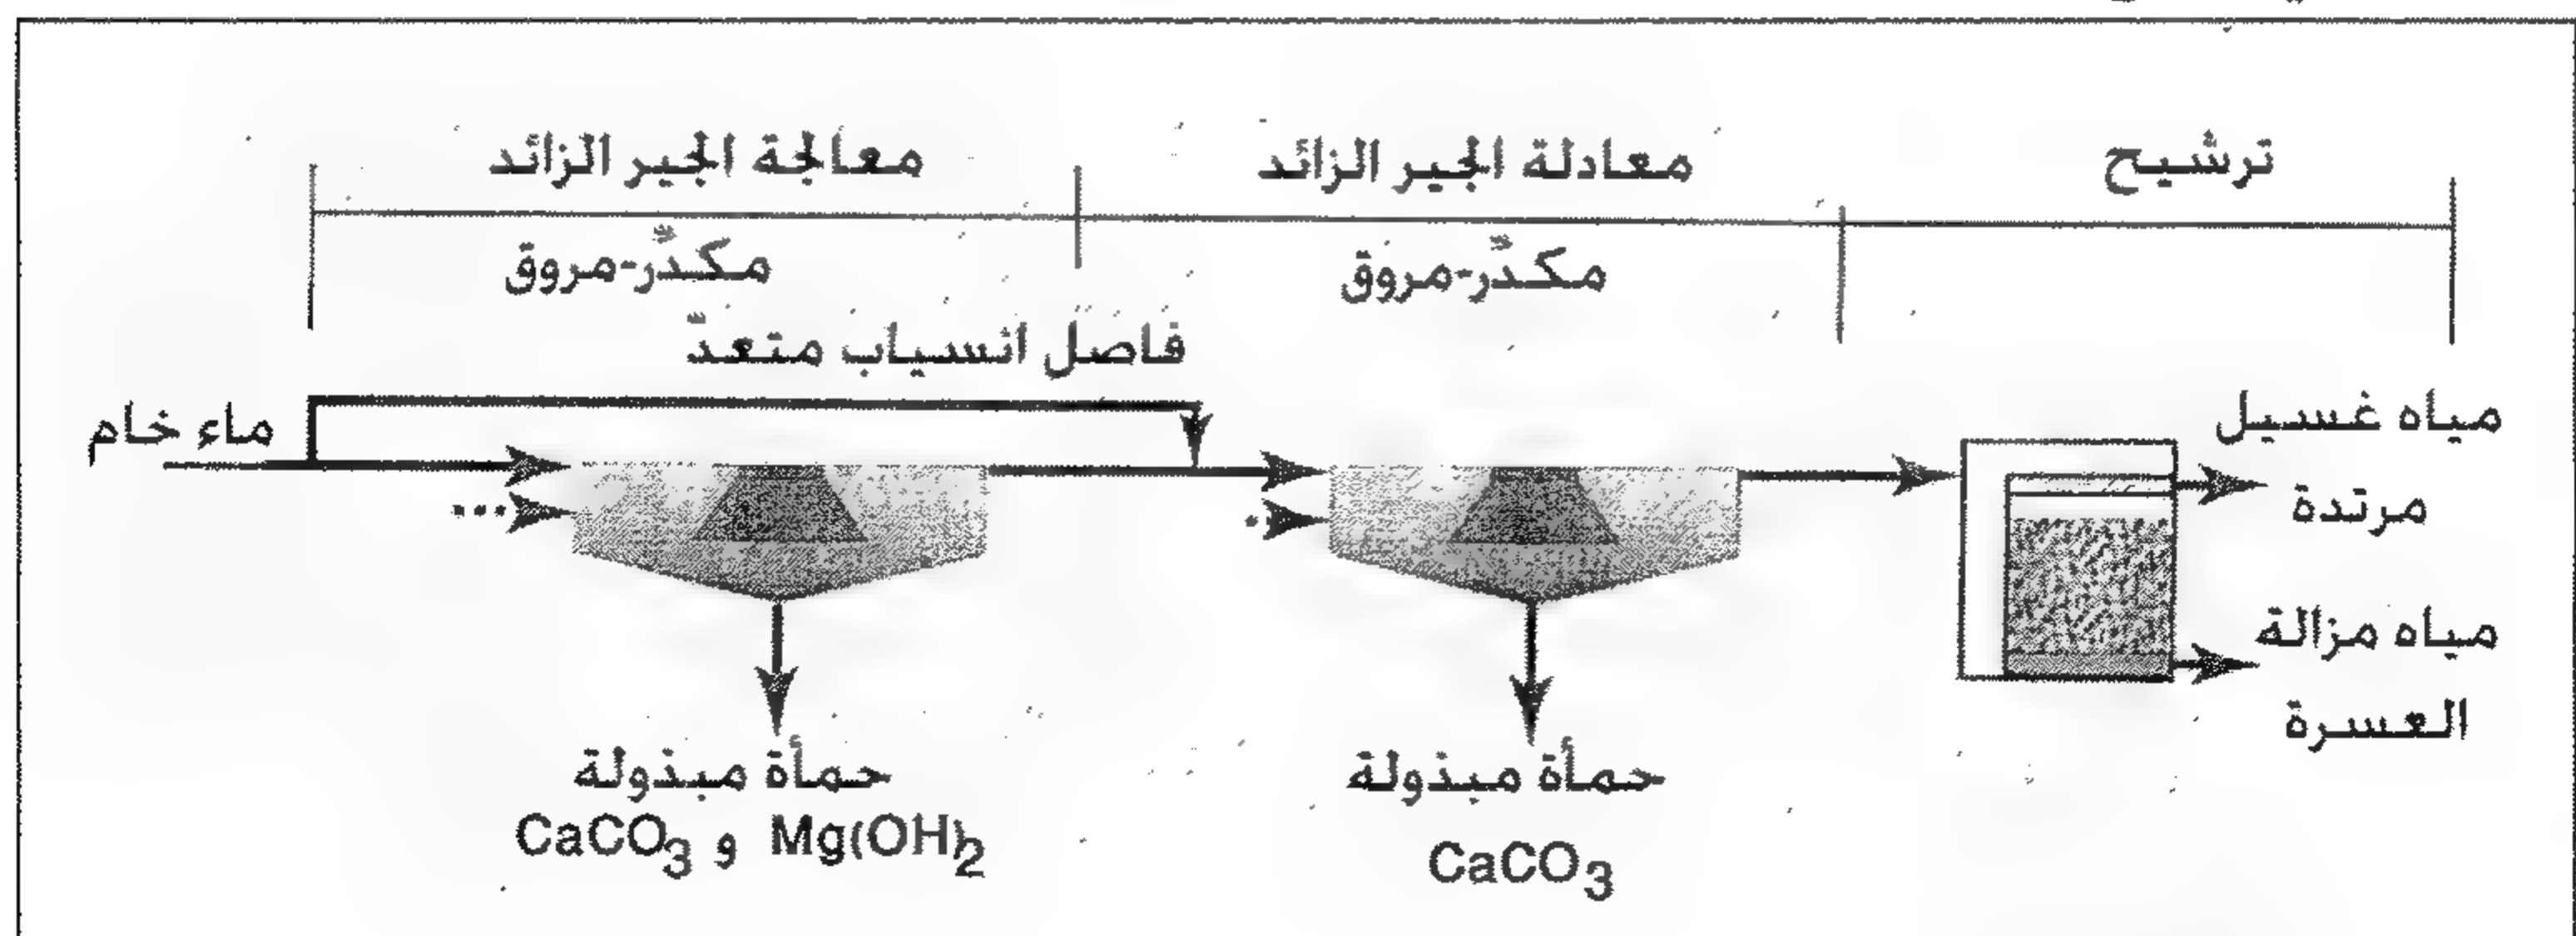 معالجة الجير الزائد
معادلة الجير الزائد
ترشيح
مكدّر-مروق
مكدّر-مروق
فاصل انسياب متعدّ
ماء خام
مياه غسيل
مرتدة
مياه مزالة
العسرة
حمأة مبذولة
CaCO3 و Mg(OH)2
حمأة مبذولة
CaCO3